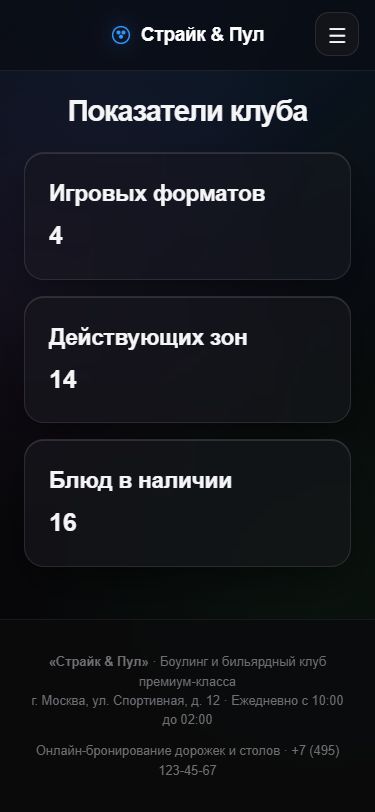 Страйк & Пул
Показатели клуба
Игровых форматов
4
Действующих зон
14
Блюд в наличии
16
«Страйк & Пул» · Боулинг и бильярдный клуб
премиум-класса
г. Москва, ул. Спортивная, д. 12 · Ежедневно с 10:00
до 02:00
Онлайн-бронирование дорожек и столов · +7 (495)
123-45-67